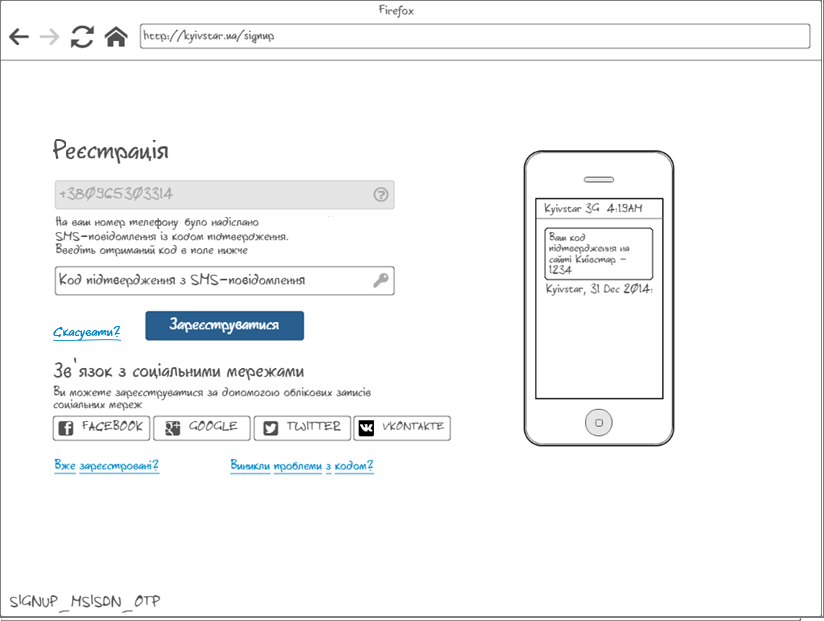 Firefox
http://kyivstar.ua/signup
Реєстрація
+380965303314
На ваш номер телефону було надіслано
SMS-повідомлення із кодом підтвердження.
Введіть отриманий код в поле нижче
Код підтвердження з SMS-повідомлення
Скасувати?
Зареєструватися
Зв'язок з соціальними мережами
Ви можете зареєструватися за допомогою облікових записів
соціальних мереж
FACEBOOK
GOOGLE
TWITTER
VKONTAKTE
Вже зареєстровані?
Виникли проблеми з кодом?
Kyivstar 3G 4:19AM
Ваш код
підтвердження на
сайті Київстар -
1234
Kyivstar, 31 Dec 2014:
SIGNUP_MSISDN_OTP